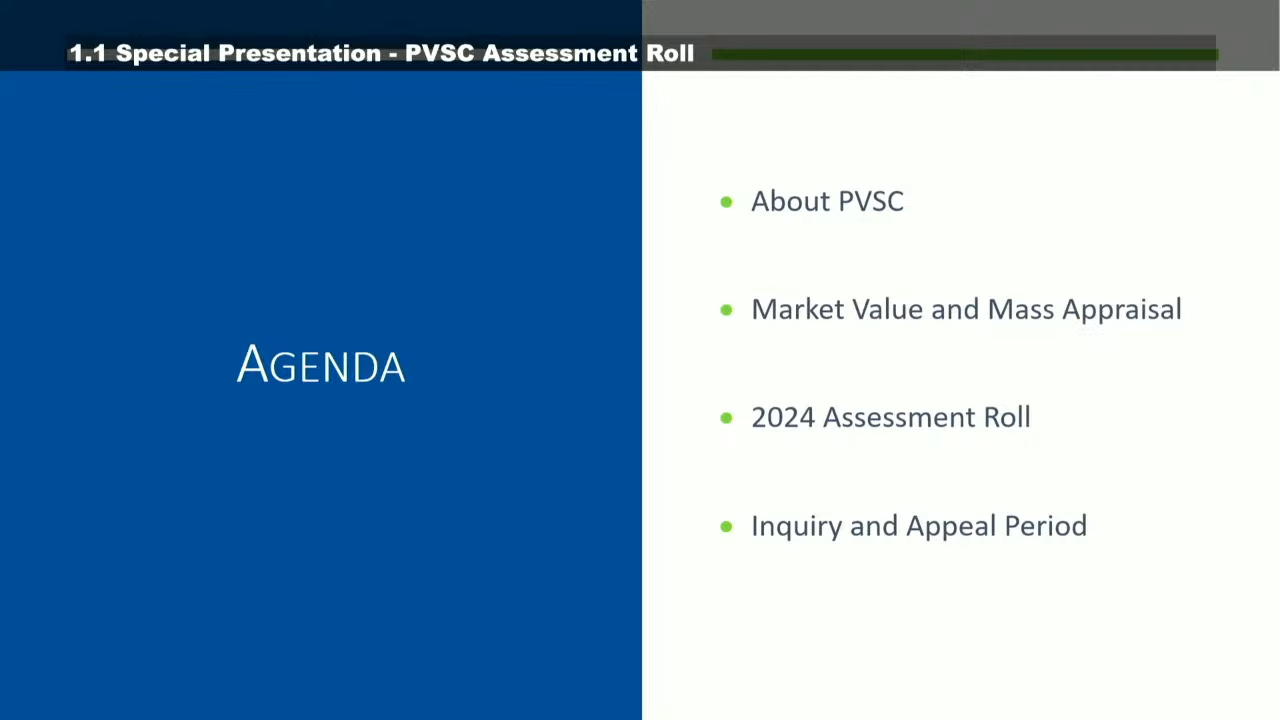 1.1 Special Presentation - PVSC Assessment Roll
AGENDA
• About PVSC
• Market Value and Mass Appraisal
• 2024 Assessment Roll
• Inquiry and Appeal Period